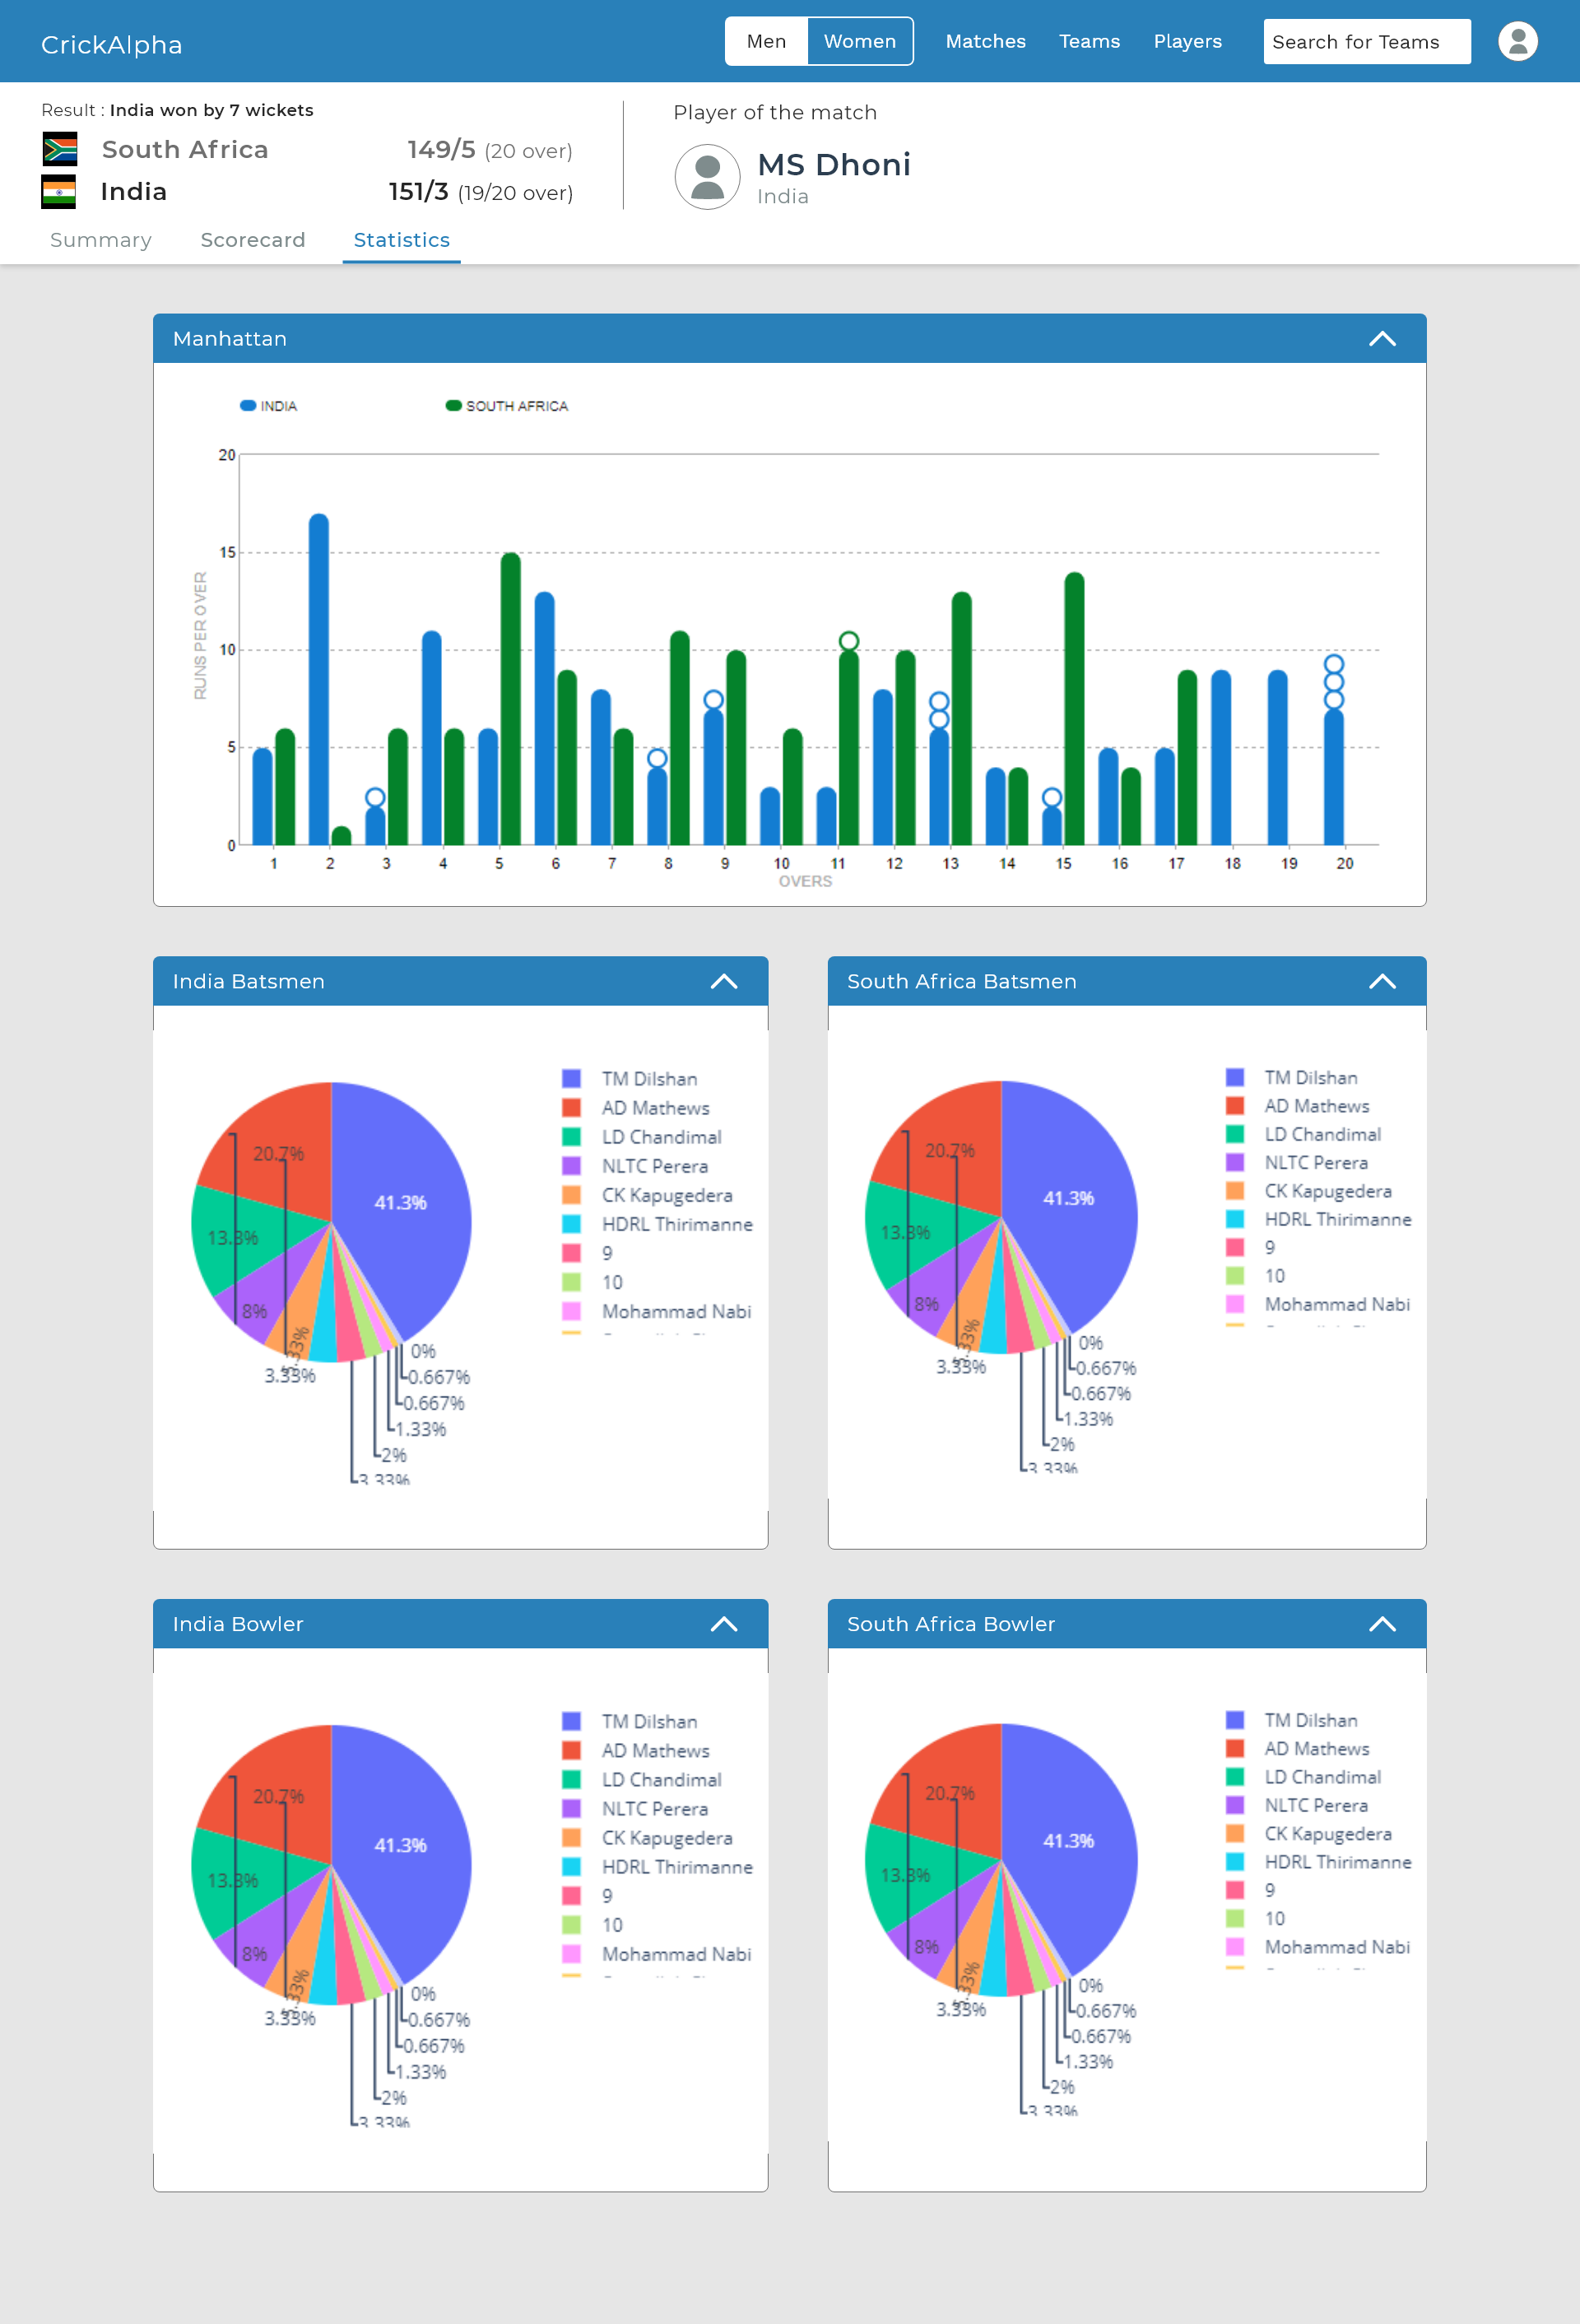 CrickAlpha
Men Women Matches Teams Players Search for Teams
Result : India won by 7 wickets
South Africa 149/5 (20 over)
India 151/3 (19/20 over)
Player of the match
MS Dhoni
India
Summary Scorecard Statistics
Manhattan
INDIA SOUTH AFRICA
20
15
10
5
0
RUNS PER OVER
1 2 3 4 5 6 7 8 9 10 11 12 13 14 15 16 17 18 19 20
OVERS
India Batsmen
TM Dilshan
AD Mathews
LD Chandimal
NLTC Perera
CK Kapugedera
HDRL Thirimanne
9
10
Mohammad Nabi
20.7%
41.3%
13.3%
8%
3.33%
0%
0.667%
0.667%
1.33%
2%
3.33%
South Africa Batsmen
TM Dilshan
AD Mathews
LD Chandimal
NLTC Perera
CK Kapugedera
HDRL Thirimanne
9
10
Mohammad Nabi
20.7%
41.3%
13.3%
8%
3.33%
0%
0.667%
0.667%
1.33%
2%
3.33%
India Bowler
TM Dilshan
AD Mathews
LD Chandimal
NLTC Perera
CK Kapugedera
HDRL Thirimanne
9
10
Mohammad Nabi
20.7%
41.3%
13.3%
8%
3.33%
0%
0.667%
0.667%
1.33%
2%
3.33%
South Africa Bowler
TM Dilshan
AD Mathews
LD Chandimal
NLTC Perera
CK Kapugedera
HDRL Thirimanne
9
10
Mohammad Nabi
20.7%
41.3%
13.3%
8%
3.33%
0%
0.667%
0.667%
1.33%
2%
3.33%